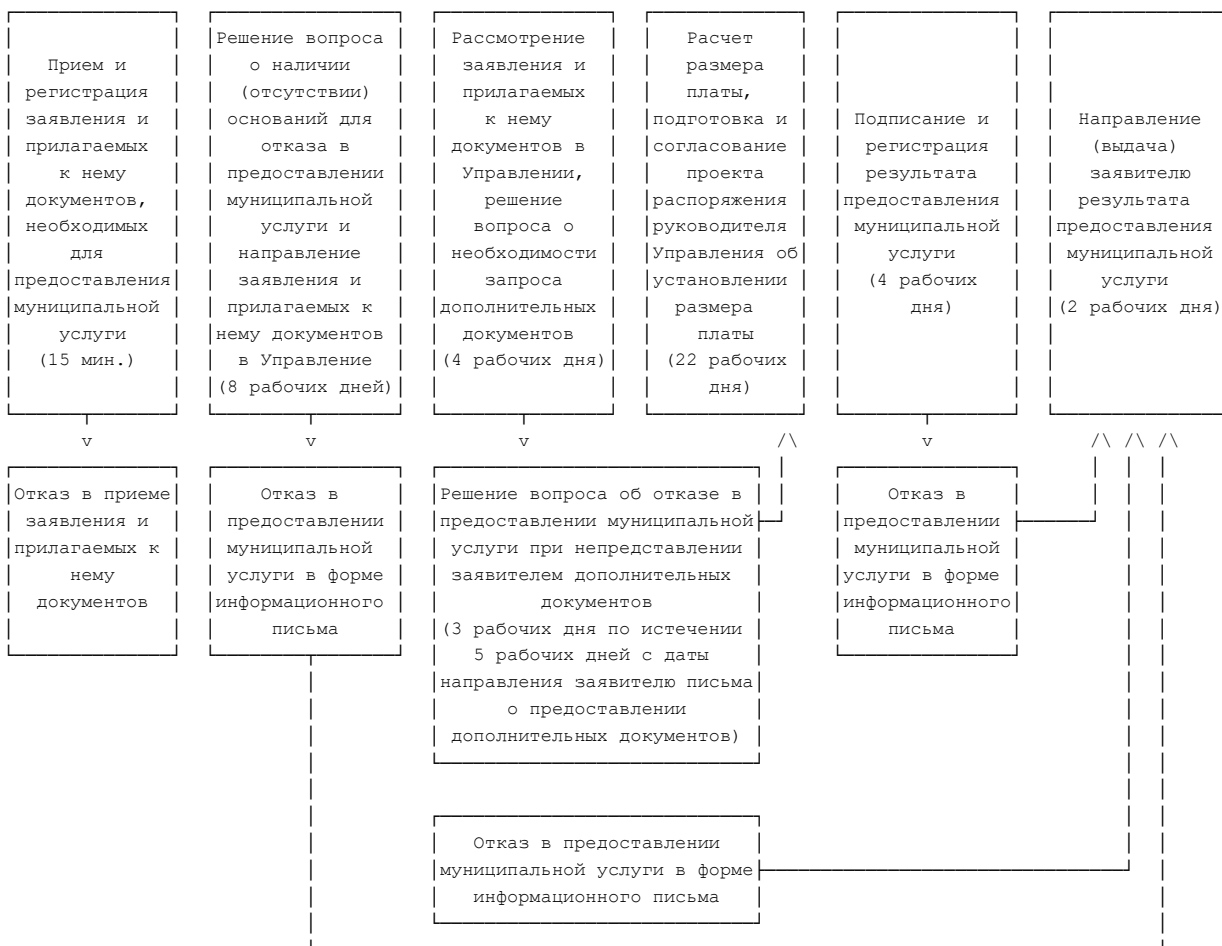 Прием и
регистрация
заявления и
прилагаемых
к нему
документов,
необходимых
для
предоставления
муниципальной
услуги
(15 мин.)
Решение вопроса
о наличии
(отсутствии)
оснований для
отказа в
предоставлении
муниципальной
услуги и
направление
заявления и
прилагаемых к
нему документов
в Управление
(8 рабочих дней)
Рассмотрение
заявления и
прилагаемых
к нему
документов в
Управлении,
решение
вопроса о
необходимости
запроса
дополнительных
документов
(4 рабочих дня)
Расчет
размера
платы,
подготовка и
согласование
проекта
распоряжения
руководителя
Управления об
установлении
размера
платы
(22 рабочих
дня)
Подписание и
регистрация
результата
предоставления
муниципальной
услуги
(4 рабочих
дня)
Направление
(выдача)
заявителю
результата
предоставления
муниципальной
услуги
(2 рабочих дня)
Отказ в приеме
заявления и
прилагаемых к
нему
документов
Отказ в
предоставлении
муниципальной
услуги в форме
информационного
письма
Решение вопроса об отказе в
предоставлении муниципальной
услуги при непредставлении
заявителем дополнительных
документов
(3 рабочих дня по истечении
5 рабочих дней с даты
направления заявителю письма
о предоставлении
дополнительных документов)
Отказ в
предоставлении
муниципальной
услуги в форме
информационного
письма
Отказ в предоставлении
муниципальной услуги в форме
информационного письма